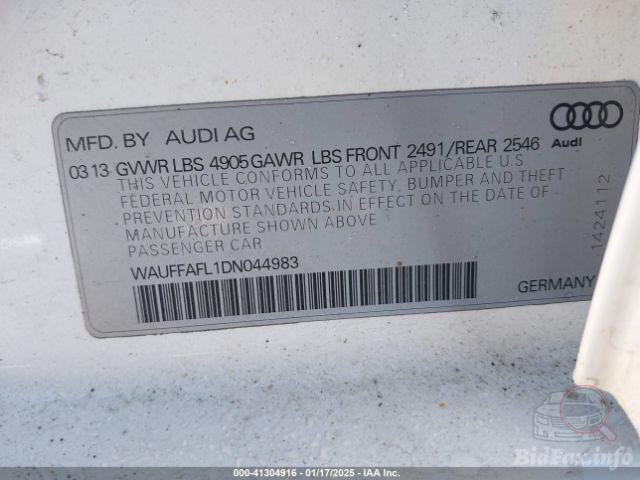 MFD. BY AUDI AG
0313 GVWR LBS 4905 GAWR LBS FRONT 2491/REAR 2546
THIS VEHICLE CONFORMS TO ALL APPLICABLE U.S
FEDERAL MOTOR VEHICLE SAFETY, BUMPER AND THEFT
PREVENTION STANDARDS IN EFFECT ON THE DATE OF
MANUFACTURE SHOWN ABOVE
PASSENGER CAR
WAUFFAFL1DN044983
Audi
1424112
GERMANY
BidFax.info
000-41304916 - 01/17/2025 - IAA Inc.